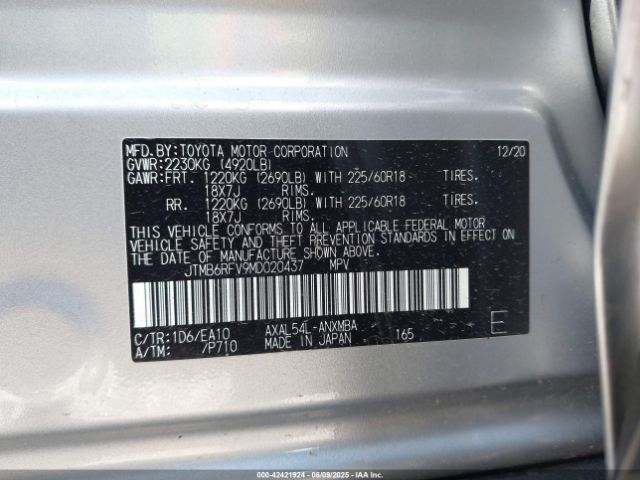 MFD.BY:TOYOTA MOTOR CORPORATION 12/20
GVWR:2230KG (4920LB)
GAWR:FRT. 1220KG (2690LB) WITH 225/60R18 TIRES.
18X7J RIMS.
RR. 1220KG (2690LB) WITH 225/60R18 TIRES.
18X7J RIMS.
THIS VEHICLE CONFORMS TO ALL APPLICABLE FEDERAL MOTOR
VEHICLE SAFETY AND THEFT PREVENTION STANDARDS IN EFFECT
ON THE DATE OF MANUFACTURE SHOWN ABOVE.
JTMB6RFV9MD020437 MPV
C/TR:1D6/EA10 AXAL54L-ANXMBA
A/TM: /P710 MADE IN JAPAN 165 E
000-42421924 | 06/09/2025 | IAA, Inc.